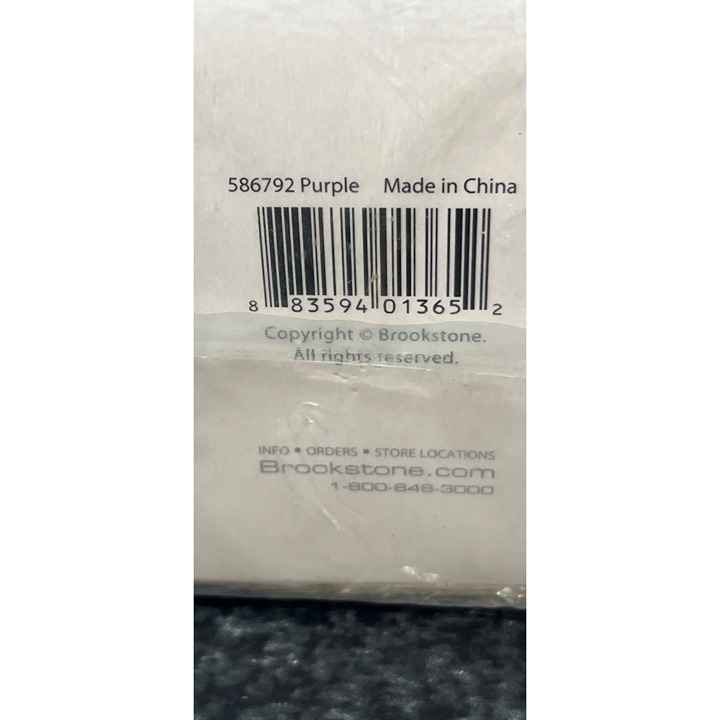 586792 Purple Made in China
8 83594 01365 2
Copyright © Brookstone.
All rights reserved.
INFO ▪ ORDERS ▪ STORE LOCATIONS
Brookstone.com
1-800-846-3000